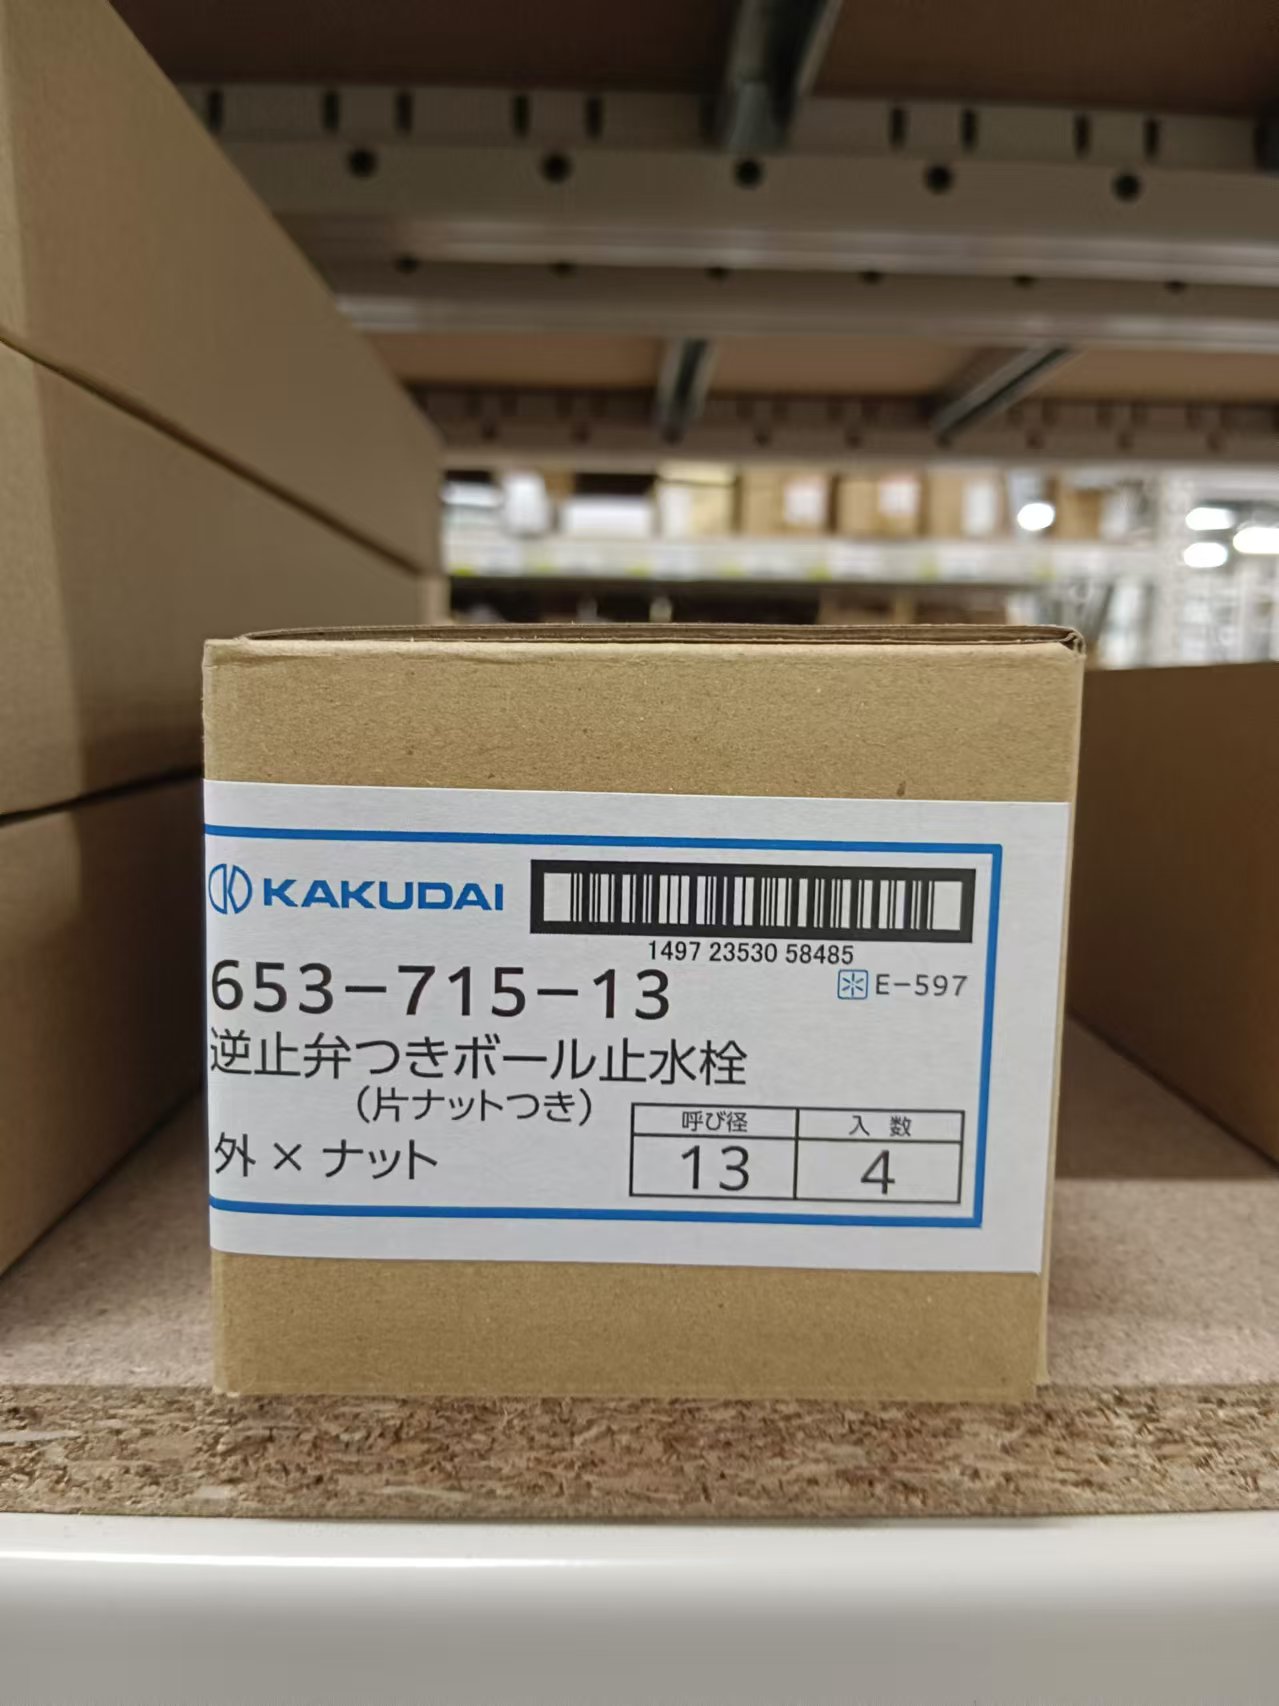 KAKUDAI
1497 23530 58485
653-715-13
E-597
逆止弁つきボール止水栓
(片ナットつき)
外 × ナット
呼び径 入 数
13 4